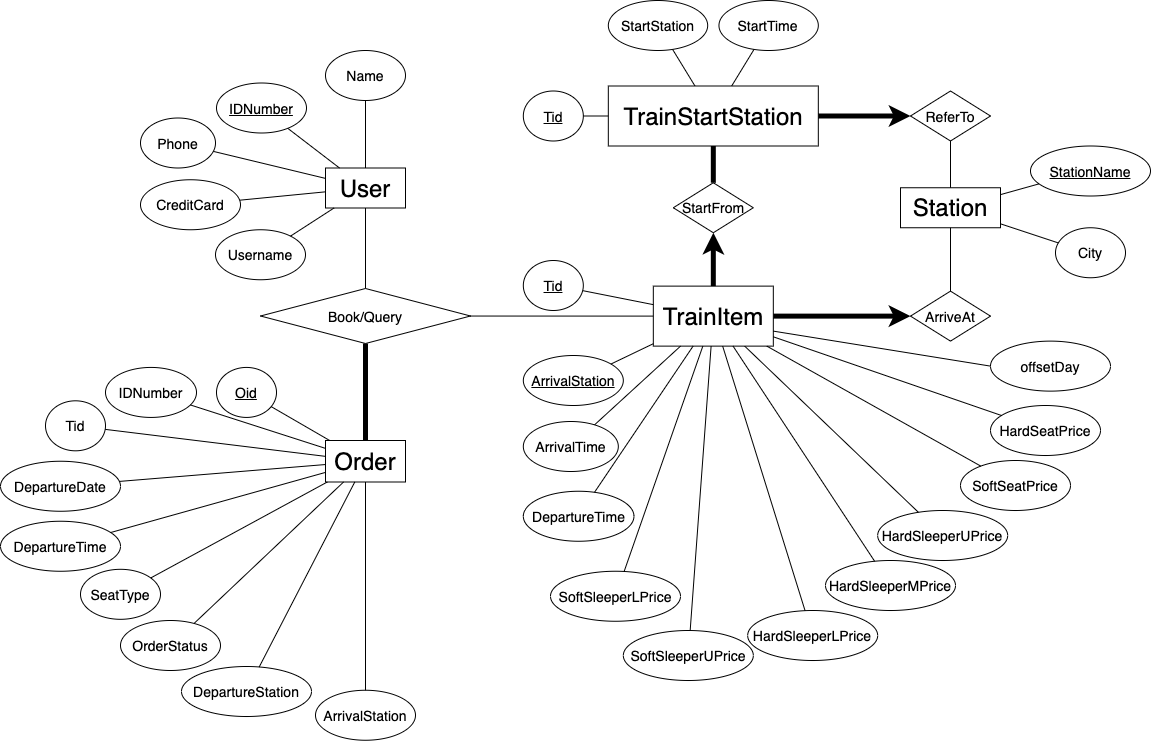 StartStation
StartTime
Name
IDNumber
Tid
TrainStartStation
ReferTo
Phone
StationName
User
CreditCard
StartFrom
Station
Username
City
Tid
Book/Query
TrainItem
ArriveAt
offsetDay
IDNumber
Oid
ArrivalStation
Tid
HardSeatPrice
ArrivalTime
Order
DepartureDate
SoftSeatPrice
DepartureTime
HardSleeperUPrice
DepartureTime
HardSleeperMPrice
SeatType
SoftSleeperLPrice
HardSleeperLPrice
OrderStatus
SoftSleeperUPrice
DepartureStation
ArrivalStation